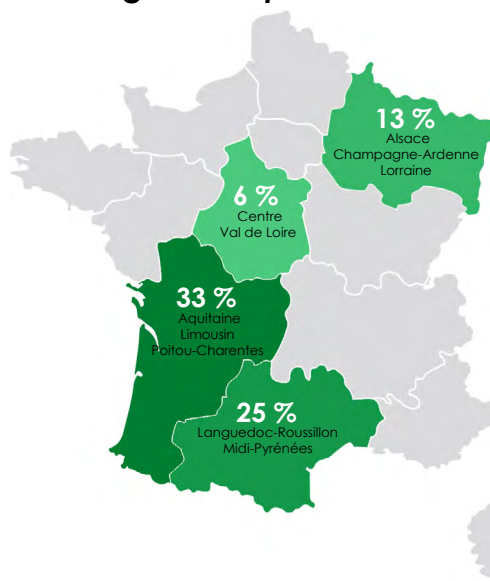 13 %
Alsace
Champagne-Ardenne
Lorraine
6 %
Centre
Val de Loire
33 %
Aquitaine
Limousin
Poitou-Charentes
25 %
Languedoc-Roussillon
Midi-Pyrénées